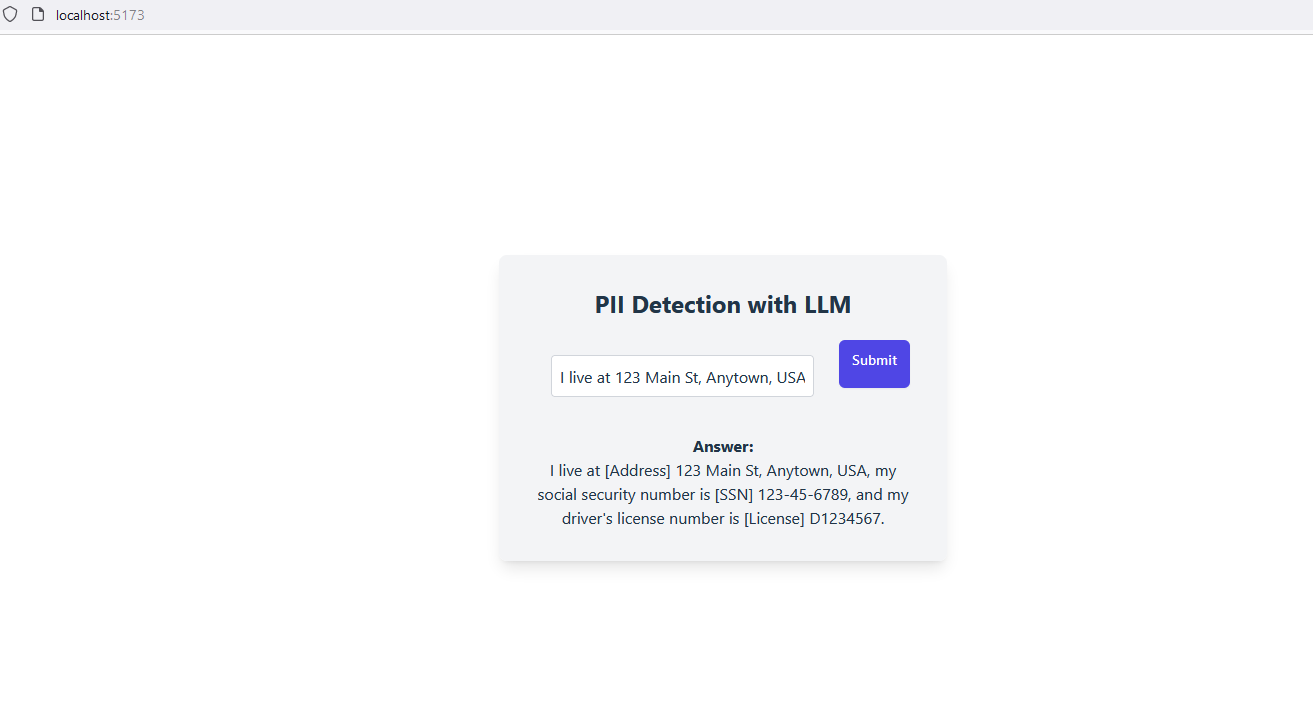 localhost:5173
PII Detection with LLM
Submit
I live at 123 Main St, Anytown, USA
Answer:
I live at [Address] 123 Main St, Anytown, USA, my
social security number is [SSN] 123-45-6789, and my
driver's license number is [License] D1234567.